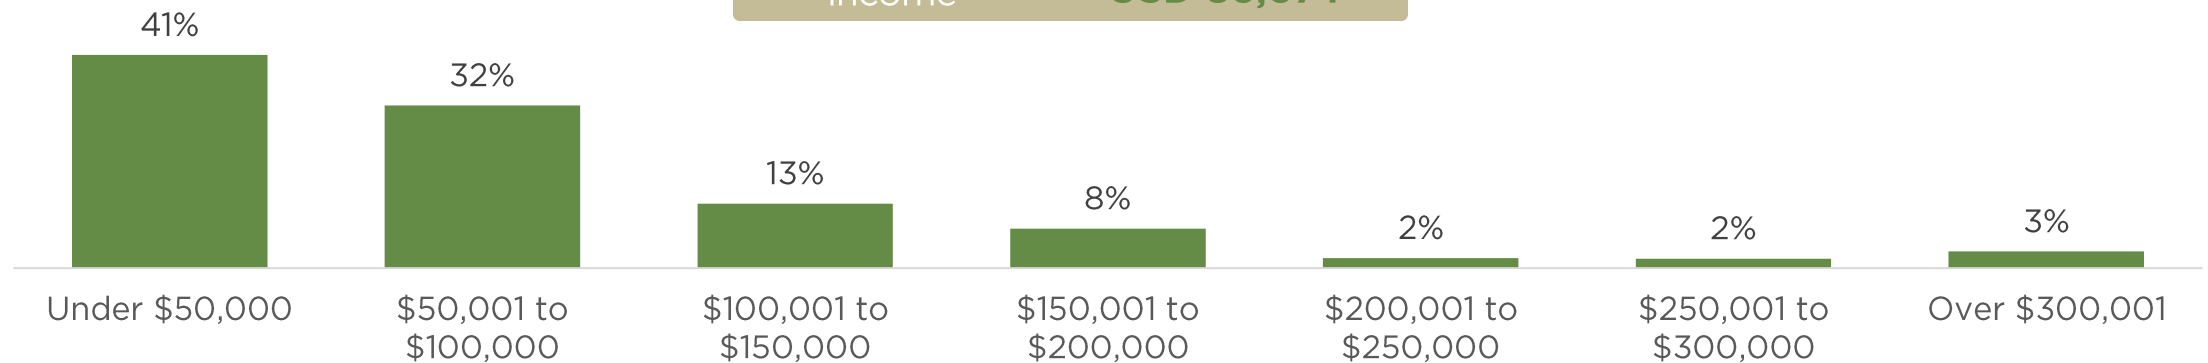 Income
41%
32%
13%
8%
2%
2%
3%
Under $50,000
$50,001 to
$100,000
$100,001 to
$150,000
$150,001 to
$200,000
$200,001 to
$250,000
$250,001 to
$300,000
Over $300,001